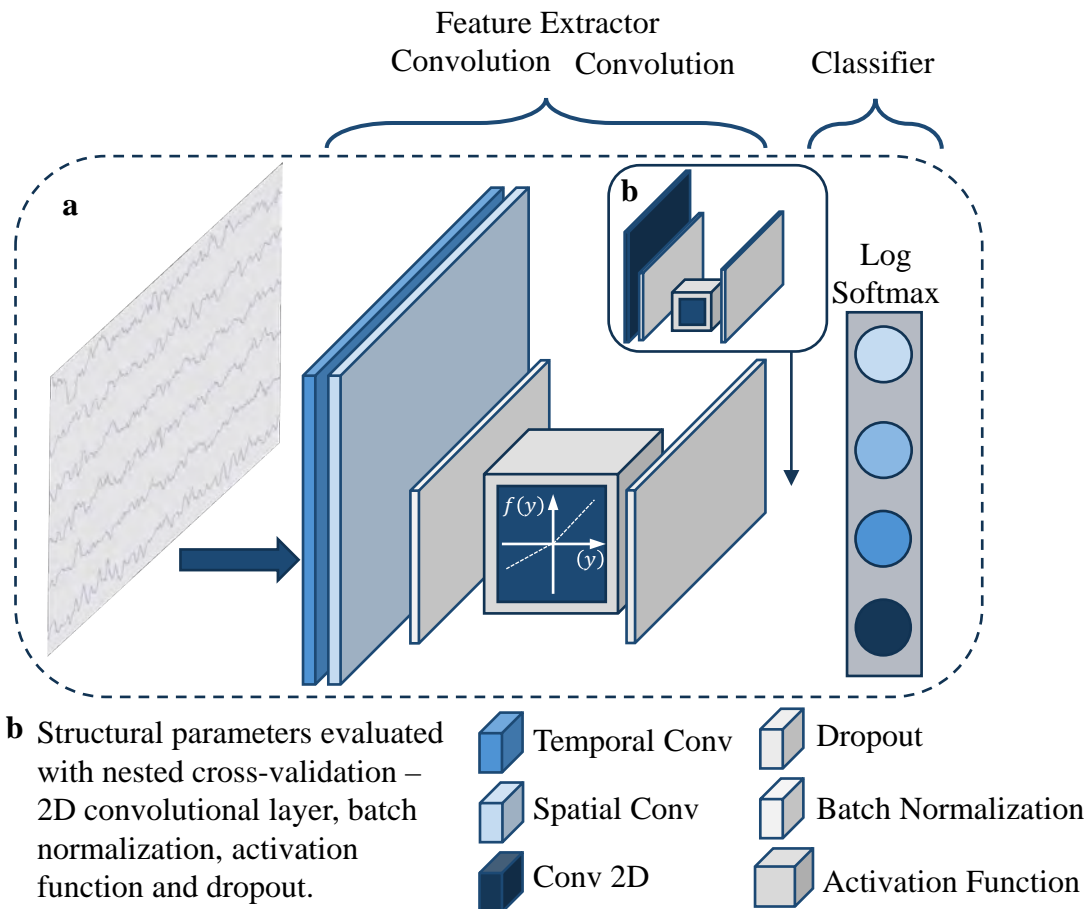 Feature Extractor
Convolution Convolution
Classifier
a
b
Log
Softmax
f(y)
(y)
b Structural parameters evaluated
with nested cross-validation –
2D convolutional layer, batch
normalization, activation
function and dropout.
Temporal Conv
Spatial Conv
Conv 2D
Dropout
Batch Normalization
Activation Function